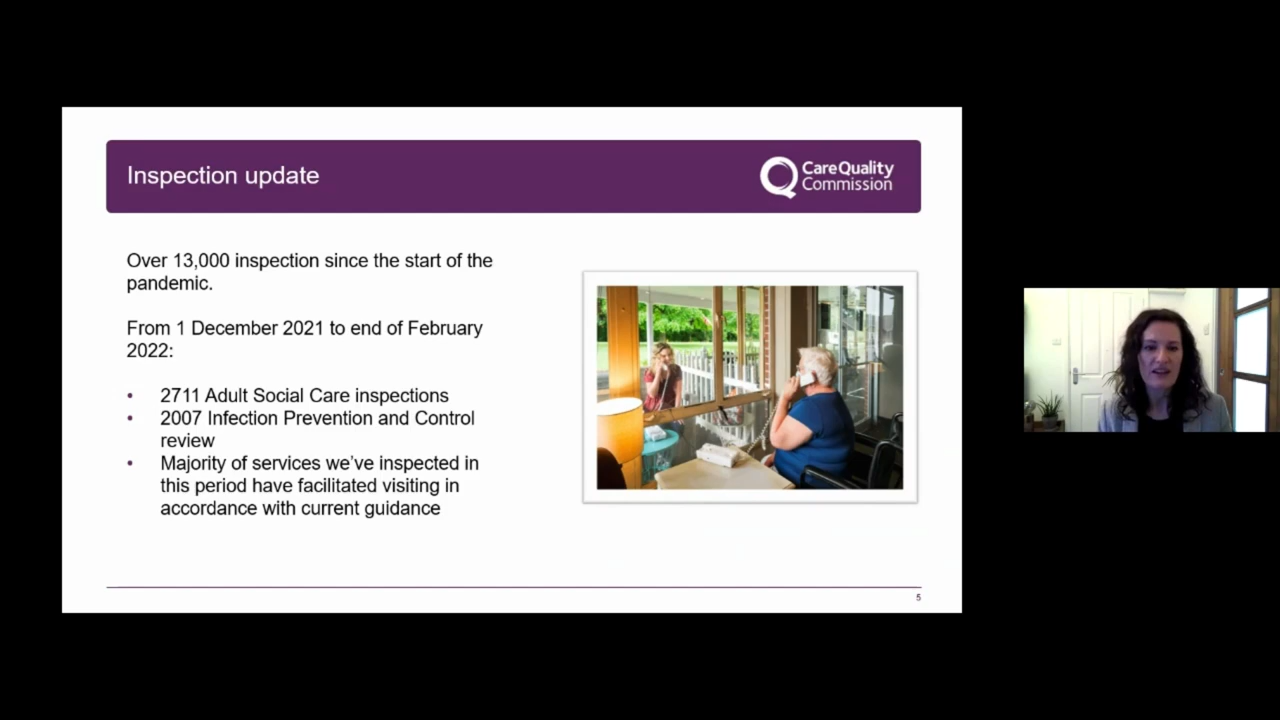 Inspection update
CareQuality
Commission
Over 13,000 inspection since the start of the
pandemic.
From 1 December 2021 to end of February
2022:
• 2711 Adult Social Care inspections
• 2007 Infection Prevention and Control
review
• Majority of services we've inspected in
this period have facilitated visiting in
accordance with current guidance
5